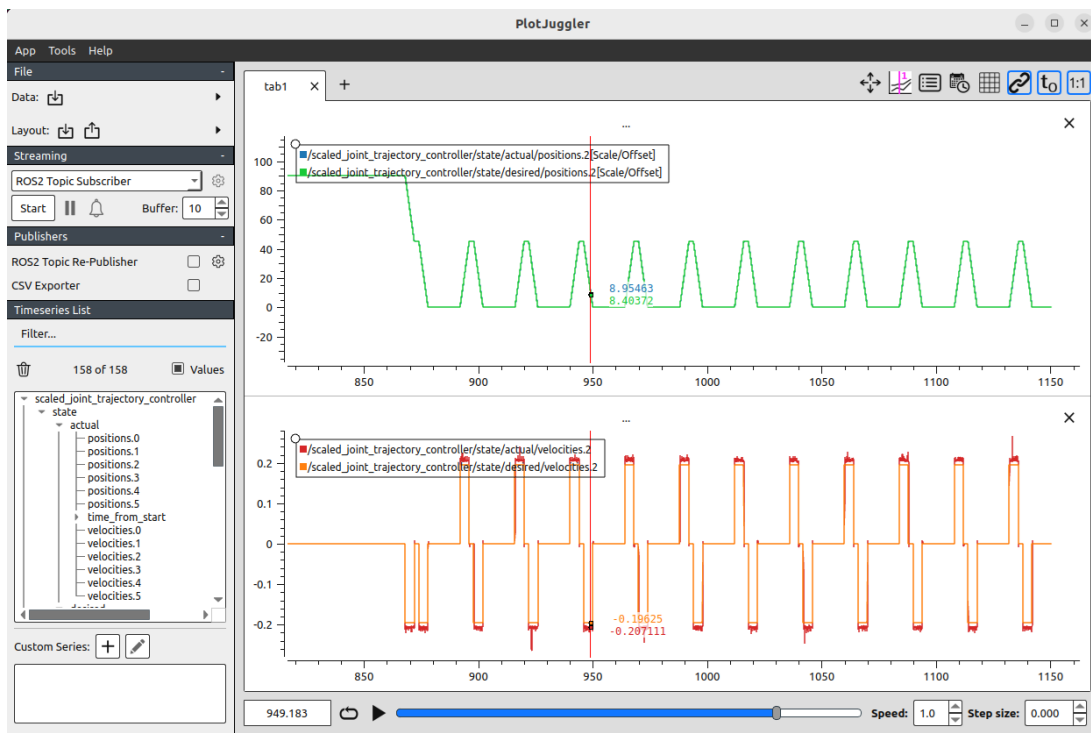 PlotJuggler
App Tools Help
File -
Data:
Layout:
Streaming -
ROS2 Topic Subscriber
Start Buffer: 10
Publishers -
ROS2 Topic Re-Publisher
CSV Exporter
Timeseries List
Filter...
158 of 158 Values
scaled_joint_trajectory_controller
state
actual
positions.0
positions.1
positions.2
positions.3
positions.4
positions.5
time_from_start
velocities.0
velocities.1
velocities.2
velocities.3
velocities.4
velocities.5
desired
Custom Series: +
tab1 X +
1 t0 1:1
...
/scaled_joint_trajectory_controller/state/actual/positions.2[Scale/Offset]
/scaled_joint_trajectory_controller/state/desired/positions.2[Scale/Offset]
100
80
60
40
20
0
-20
8.95463
8.40372
850 900 950 1000 1050 1100 1150
...
/scaled_joint_trajectory_controller/state/actual/velocities.2
/scaled_joint_trajectory_controller/state/desired/velocities.2
0.2
0.1
0
-0.1
-0.2
-0.19625
-0.207111
850 900 950 1000 1050 1100 1150
949.183 Speed: 1.0 Step size: 0.000